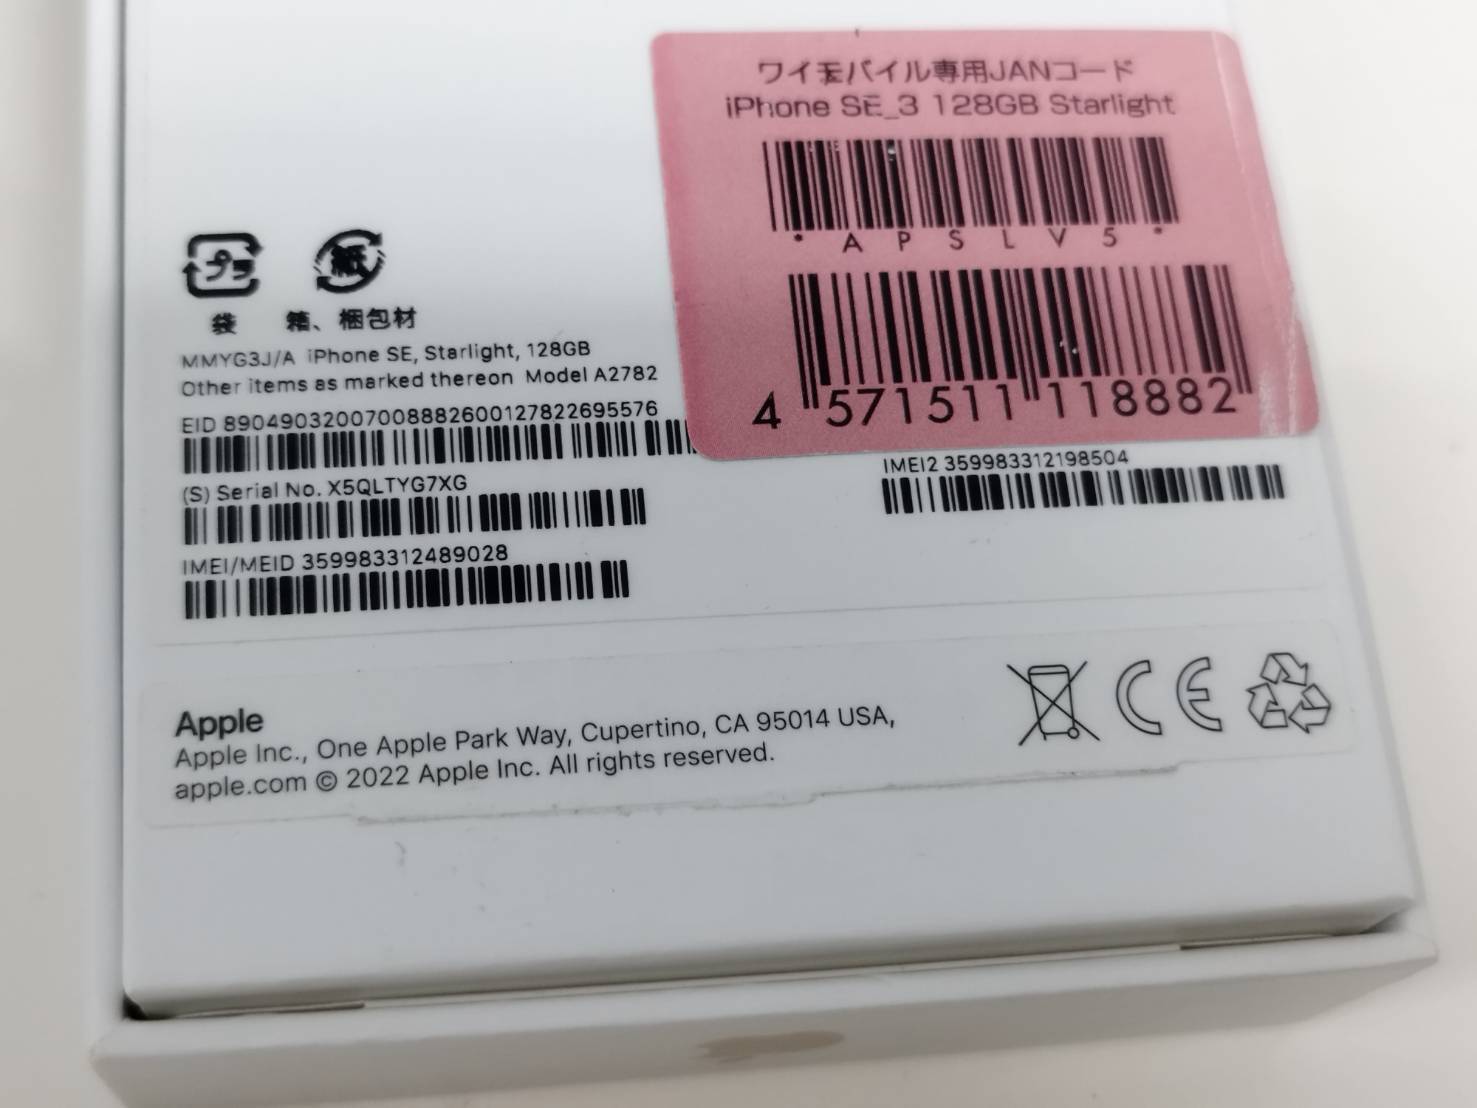 ワイモバイル専用JANコード
iPhone SE_3 128GB Starlight
* A P S L V 5 *
4 571511 118882
プラ 紙
袋 箱、梱包材
MMYG3J/A iPhone SE, Starlight, 128GB
Other items as marked thereon Model A2782
EID 89049032007008882600127822695576
(S) Serial No. X5QLTYG7XG
IMEI2 359983312198504
IMEI/MEID 359983312489028
Apple
Apple Inc., One Apple Park Way, Cupertino, CA 95014 USA,
apple.com © 2022 Apple Inc. All rights reserved.
CE